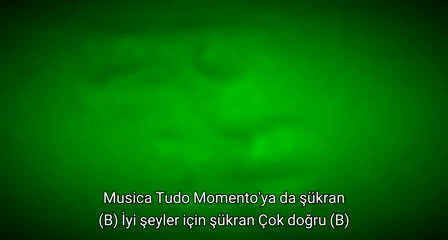 Musica Tudo Momento'ya da şükran
(B) İyi şeyler için şükran Çok doğru (B)